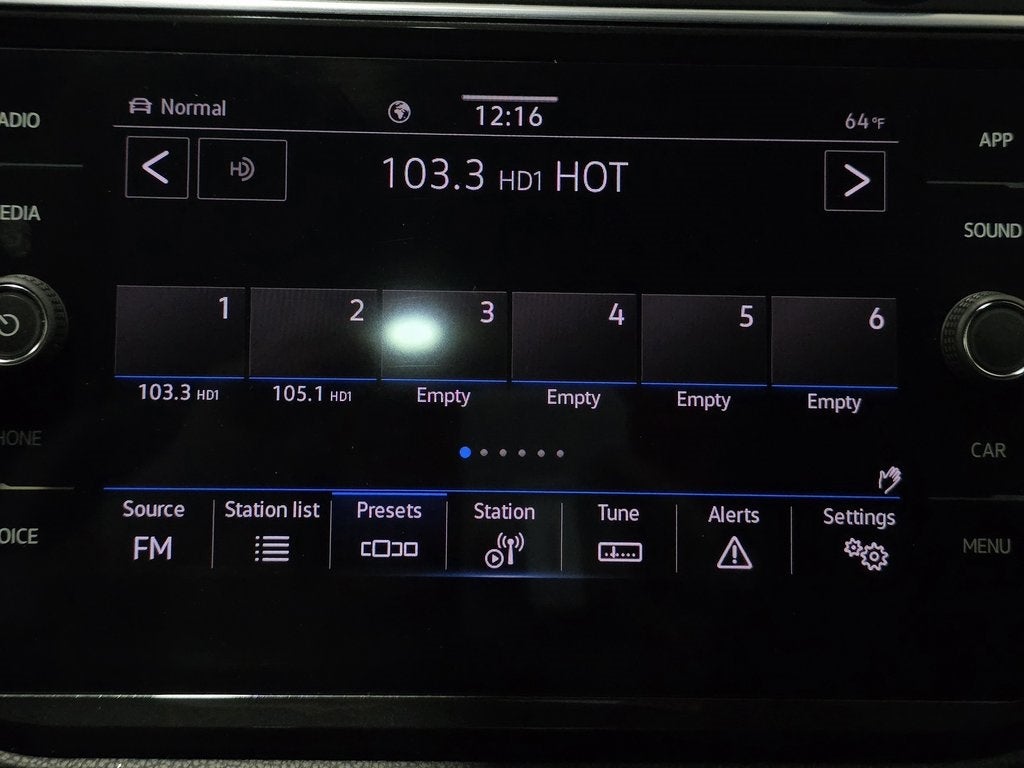 Normal
12:16
64°F
HD
103.3 HD1 HOT
1
2
3
4
5
6
103.3 HD1
105.1 HD1
Empty
Empty
Empty
Empty
Source
Station list
Presets
Station
Tune
Alerts
Settings
FM
ADIO
EDIA
HONE
OICE
APP
SOUND
CAR
MENU